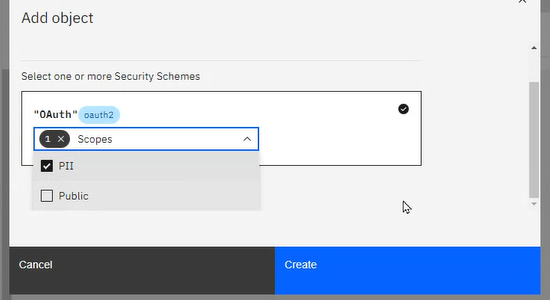 Add object
Select one or more Security Schemes
"OAuth" oauth2
1 × Scopes
PII
Public
Cancel
Create